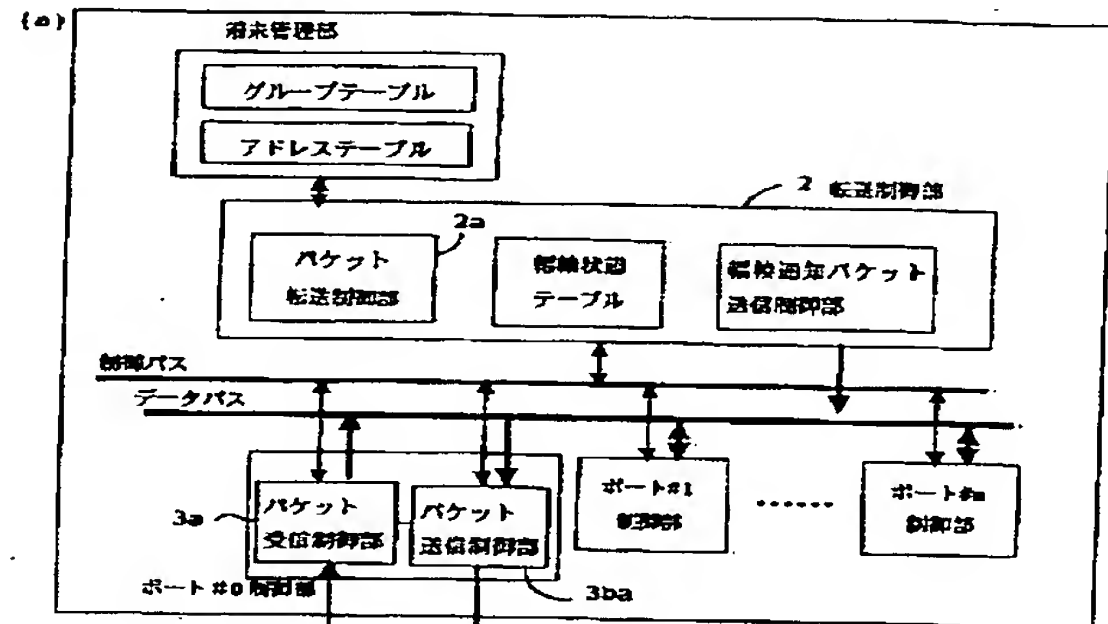 (a)
端末管理部
グループテーブル
アドレステーブル
2 転送制御部
2a
パケット
転送制御部
輻輳状態
テーブル
輻輳通知パケット
送信制御部
制御バス
データバス
3a
パケット
受信制御部
パケット
送信制御部
ポート#1
制御部
……
ポート#n
制御部
ポート#0制御部
3ba